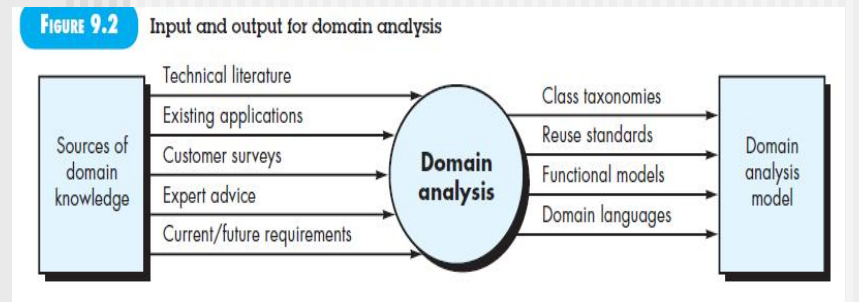 FIGURE 9.2 Input and output for domain analysis
Sources of
domain
knowledge
Technical literature
Existing applications
Customer surveys
Expert advice
Current/future requirements
Domain
analysis
Class taxonomies
Reuse standards
Functional models
Domain languages
Domain
analysis
model